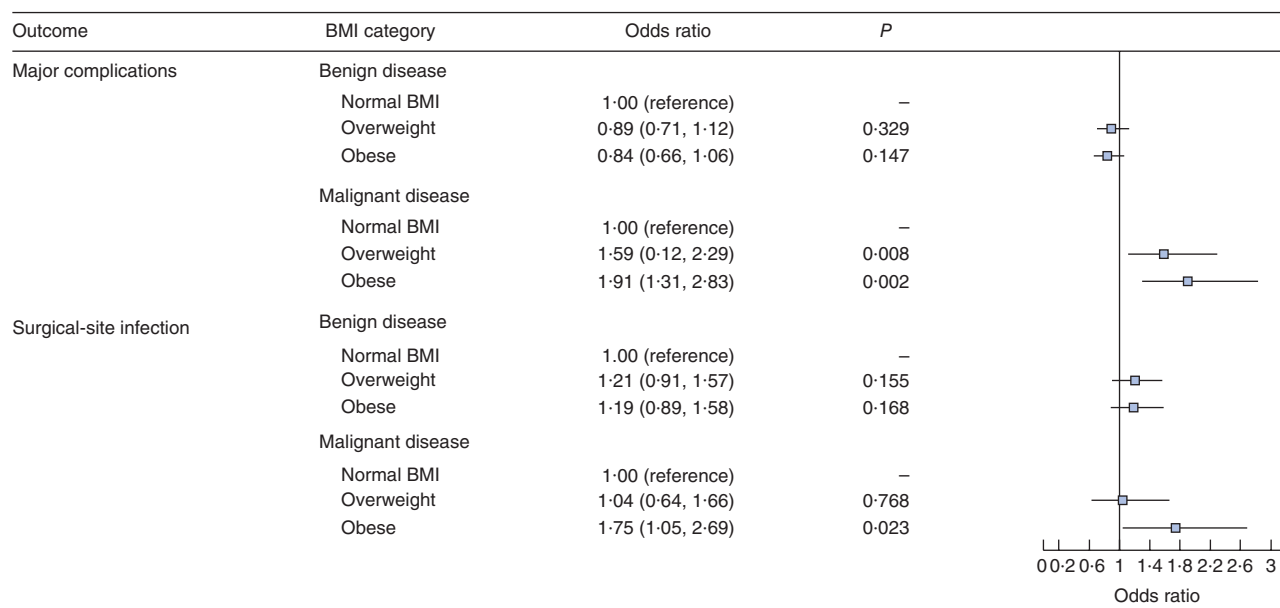 Outcome BMI category Odds ratio P
Major complications Benign disease
Normal BMI 1·00 (reference) –
Overweight 0·89 (0·71, 1·12) 0·329
Obese 0·84 (0·66, 1·06) 0·147
Malignant disease
Normal BMI 1·00 (reference) –
Overweight 1·59 (0·12, 2·29) 0·008
Obese 1·91 (1·31, 2·83) 0·002
Surgical-site infection Benign disease
Normal BMI 1.00 (reference) –
Overweight 1·21 (0·91, 1·57) 0·155
Obese 1·19 (0·89, 1·58) 0·168
Malignant disease
Normal BMI 1·00 (reference) –
Overweight 1·04 (0·64, 1·66) 0·768
Obese 1·75 (1·05, 2·69) 0·023
0 0·2 0·6 1 1·4 1·8 2·2 2·6 3
Odds ratio